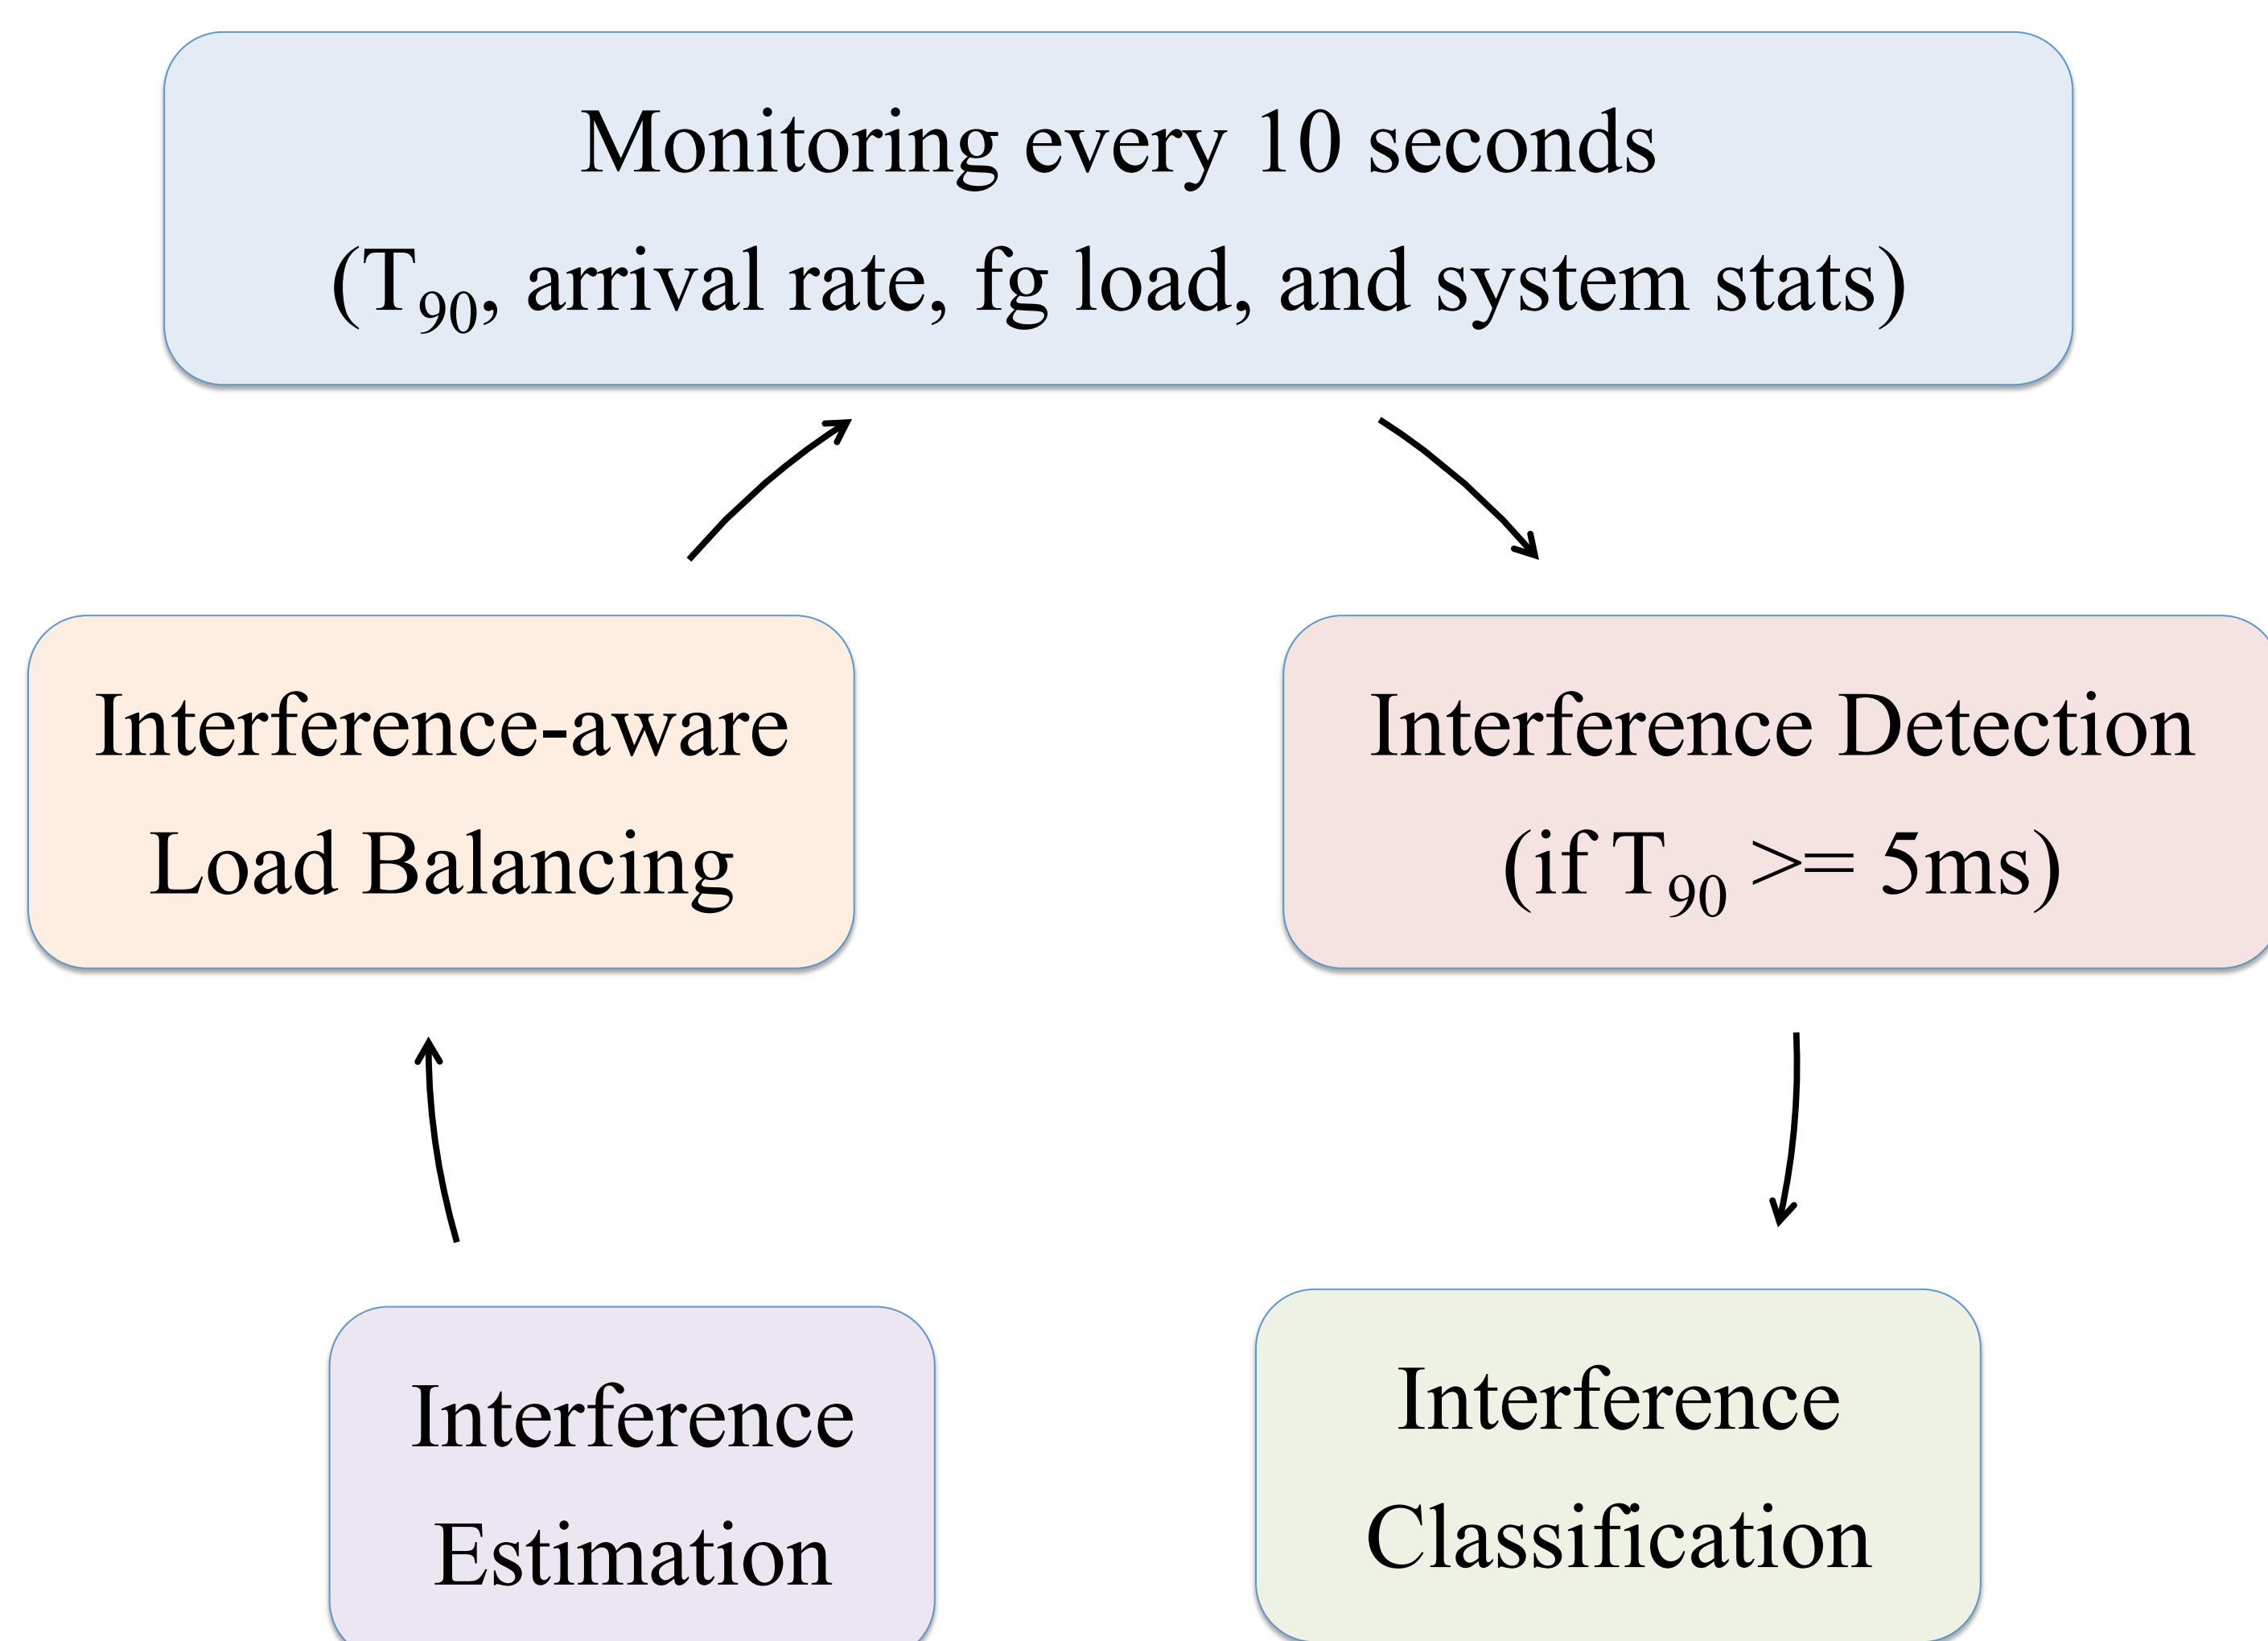 Monitoring every 10 seconds
(T90, arrival rate, fg load, and system stats)
Interference-aware
Load Balancing
Interference Detection
(if T90 >= 5ms)
Interference
Estimation
Interference
Classification